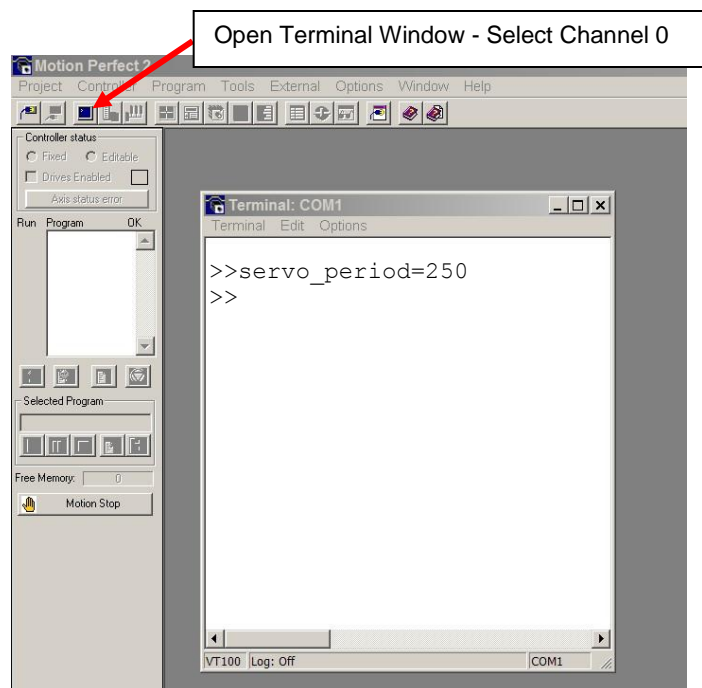 Open Terminal Window - Select Channel 0
Motion Perfect 2
Project Controller Program Tools External Options Window Help
Controller status
Fixed Editable
Drives Enabled
Axis status error
Run Program OK
Selected Program
Free Memory: 0
Motion Stop
Terminal: COM1
Terminal Edit Options
>>servo_period=250
>>
VT100 Log: Off COM1